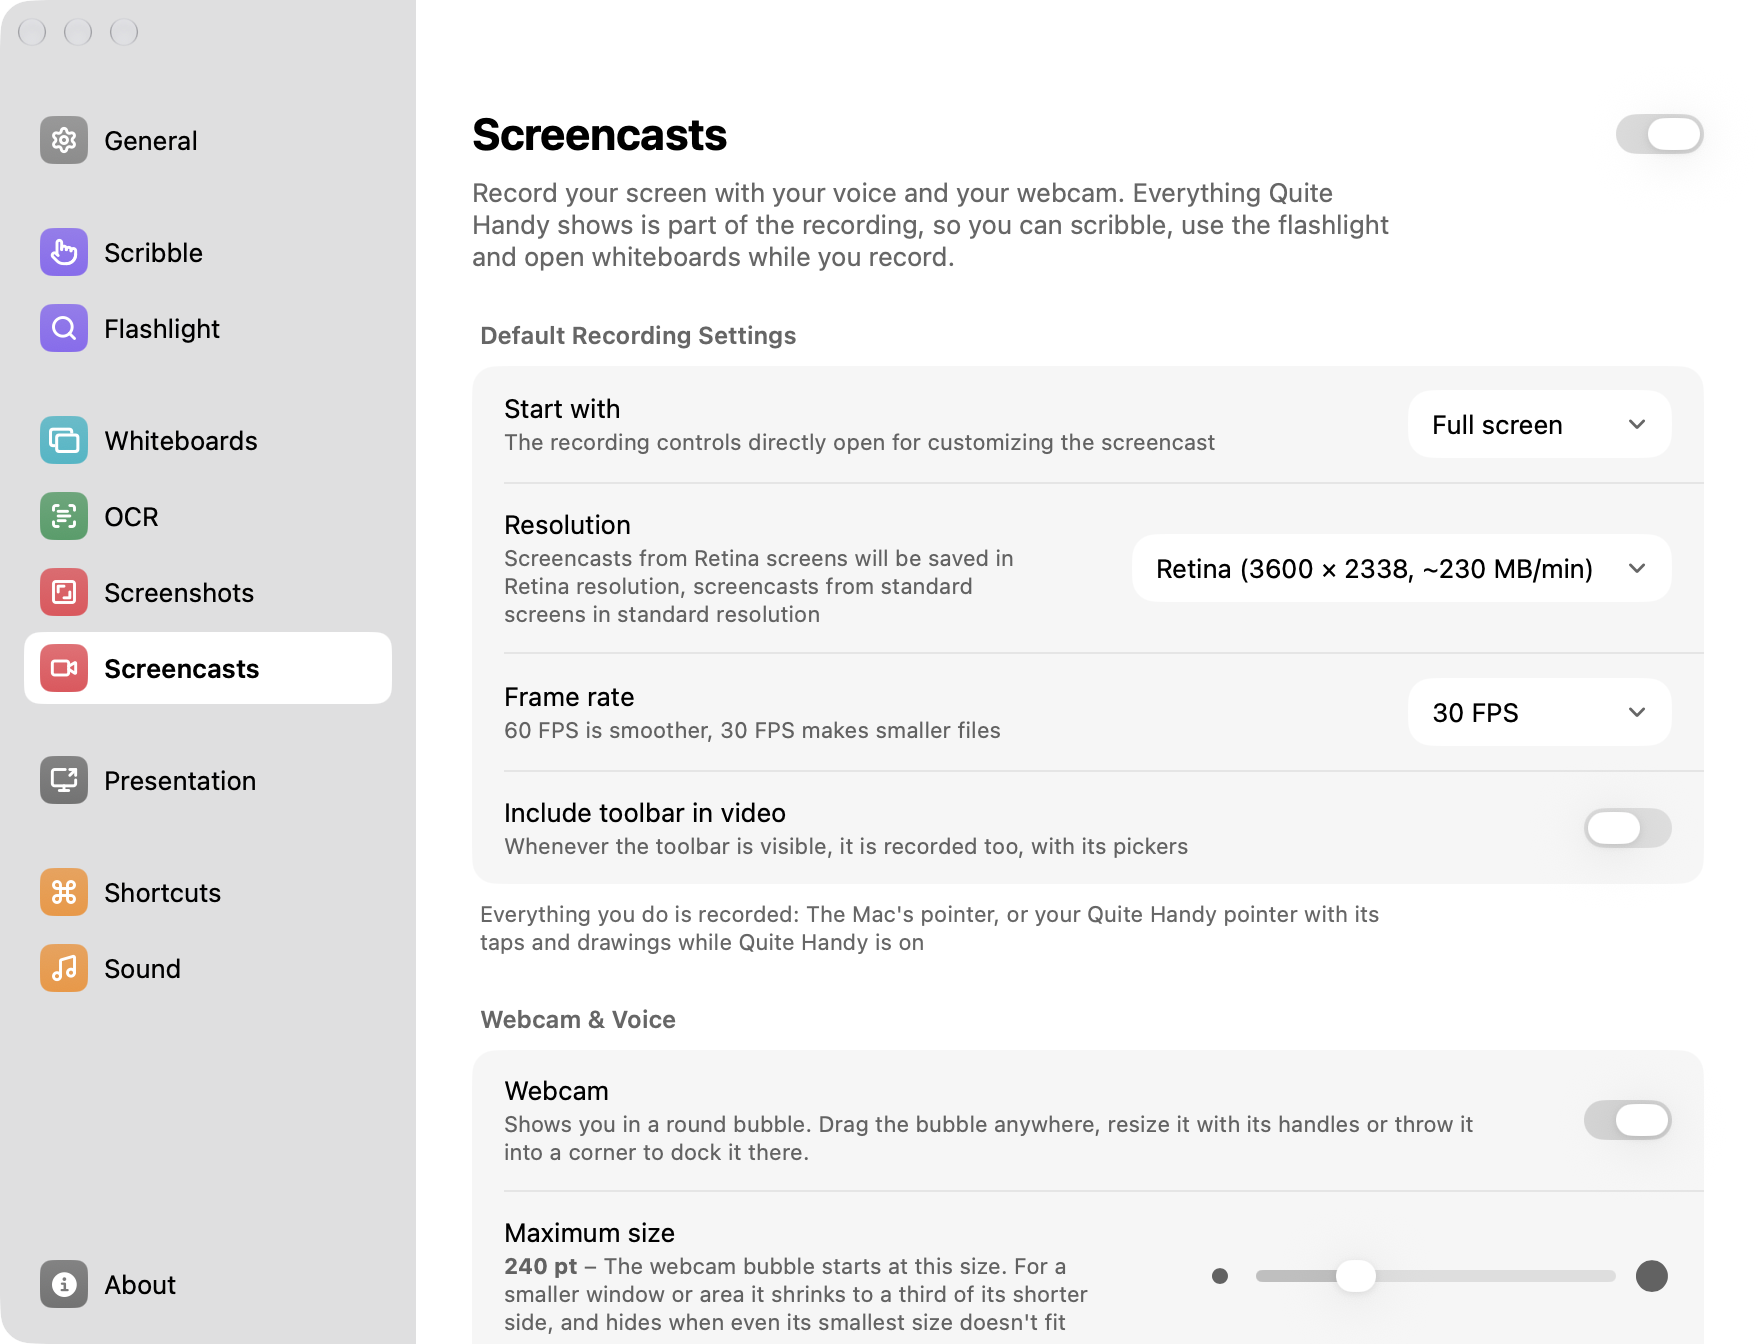 General
Scribble
Flashlight
Whiteboards
OCR
Screenshots
Screencasts
Presentation
Shortcuts
Sound
About
Screencasts
Record your screen with your voice and your webcam. Everything Quite
Handy shows is part of the recording, so you can scribble, use the flashlight
and open whiteboards while you record.
Default Recording Settings
Start with
The recording controls directly open for customizing the screencast
Full screen
Resolution
Screencasts from Retina screens will be saved in
Retina resolution, screencasts from standard
screens in standard resolution
Retina (3600 × 2338, ~230 MB/min)
Frame rate
60 FPS is smoother, 30 FPS makes smaller files
30 FPS
Include toolbar in video
Whenever the toolbar is visible, it is recorded too, with its pickers
Everything you do is recorded: The Mac's pointer, or your Quite Handy pointer with its
taps and drawings while Quite Handy is on
Webcam & Voice
Webcam
Shows you in a round bubble. Drag the bubble anywhere, resize it with its handles or throw it
into a corner to dock it there.
Maximum size
240 pt – The webcam bubble starts at this size. For a
smaller window or area it shrinks to a third of its shorter
side, and hides when even its smallest size doesn't fit